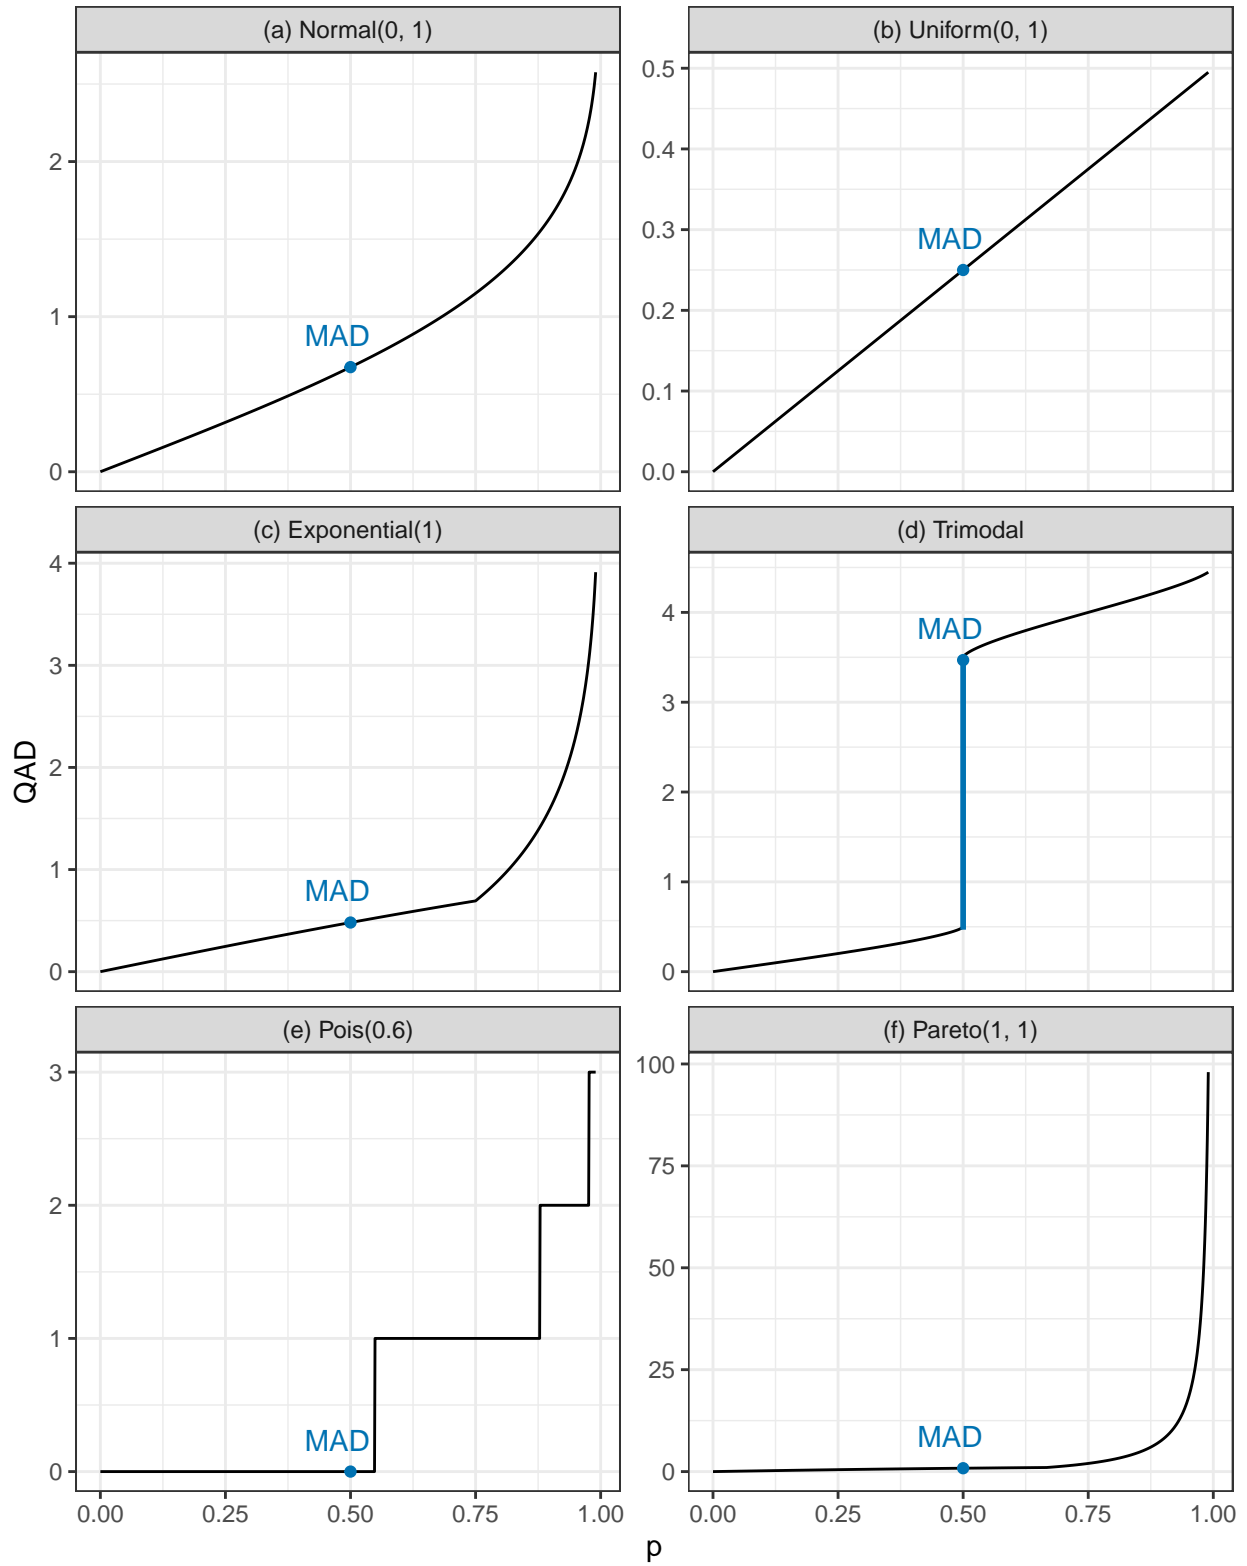 (a) Normal(0, 1)
(b) Uniform(0, 1)
2
1
0
MAD
0.5
0.4
0.3
0.2
0.1
0.0
MAD
(c) Exponential(1)
(d) Trimodal
4
3
2
1
0
MAD
4
3
2
1
0
MAD
QAD
(e) Pois(0.6)
(f) Pareto(1, 1)
3
2
1
0
MAD
100
75
50
25
0
MAD
0.00 0.25 0.50 0.75 1.00
0.00 0.25 0.50 0.75 1.00
p